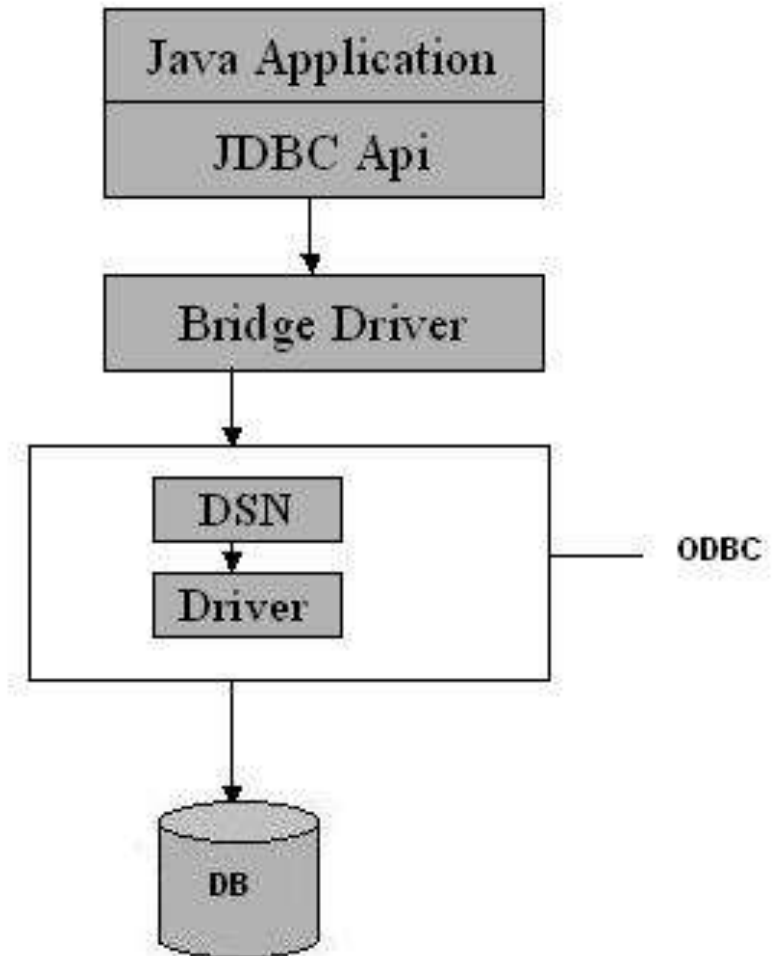 Java Application
JDBC Api
Bridge Driver
DSN
Driver
ODBC
DB